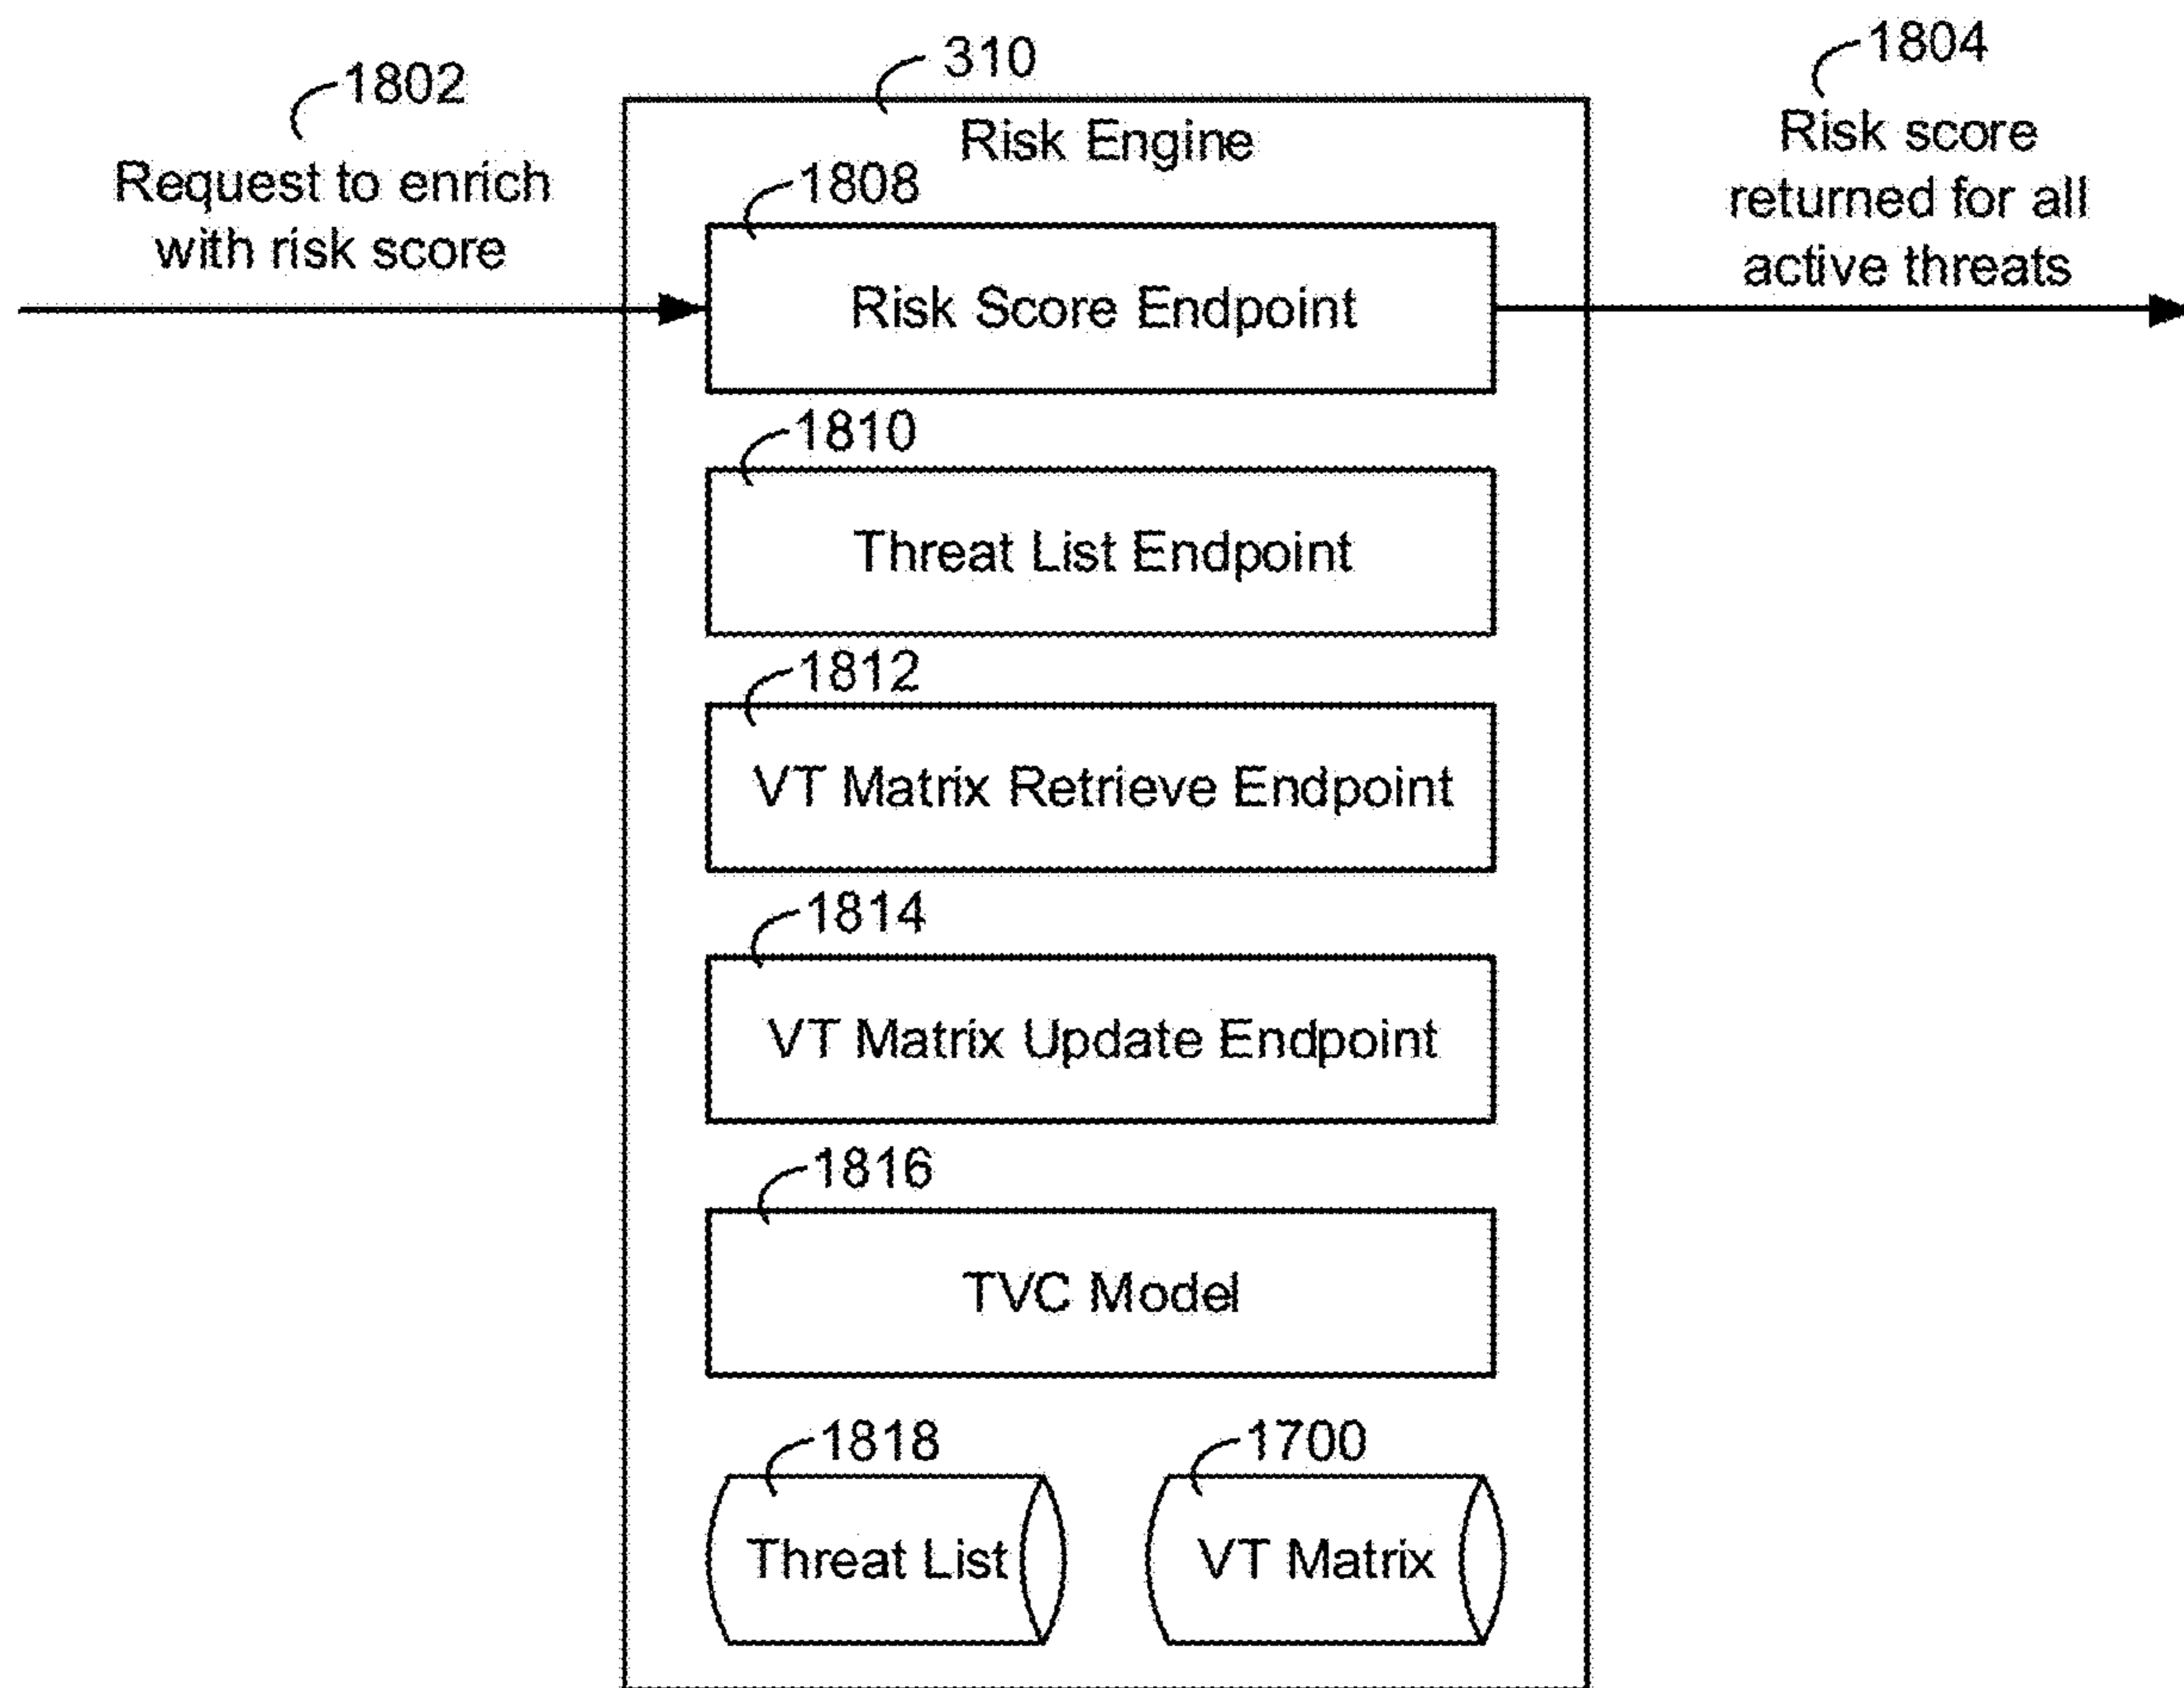 1802
Request to enrich
with risk score
310
Risk Engine
1804
Risk score
returned for all
active threats
1808
Risk Score Endpoint
1810
Threat List Endpoint
1812
VT Matrix Retrieve Endpoint
1814
VT Matrix Update Endpoint
1816
TVC Model
1818
Threat List
1700
VT Matrix